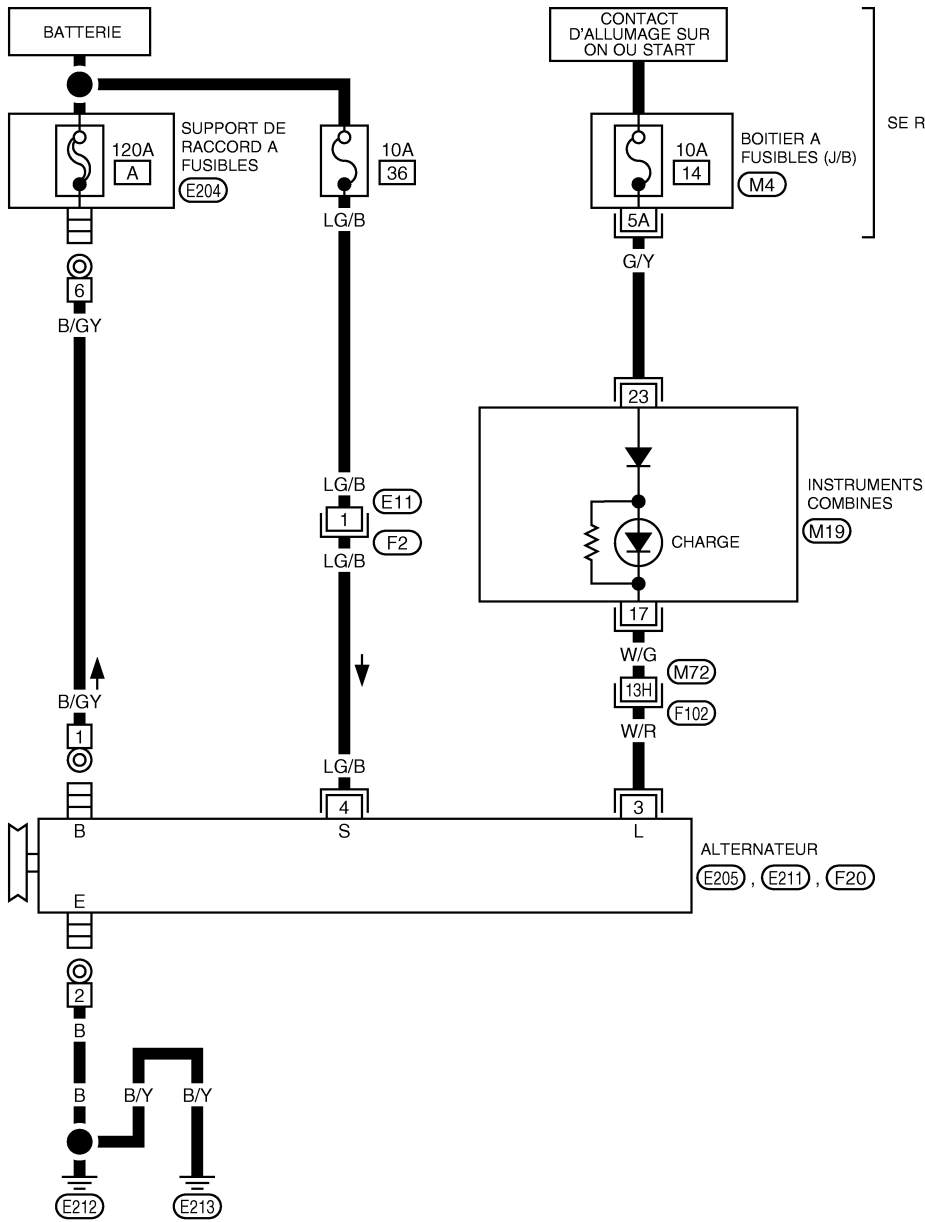 BATTERIE
CONTACT
D'ALLUMAGE SUR
ON OU START
SE R
120A
A
SUPPORT DE
RACCORD A
FUSIBLES
E204
10A
36
10A
14
BOITIER A
FUSIBLES (J/B)
M4
LG/B
5A
G/Y
6
B/GY
23
LG/B
E11
1
F2
LG/B
CHARGE
INSTRUMENTS
COMBINES
M19
17
W/G
M72
13H
F102
W/R
B/GY
1
LG/B
4
3
B
S
L
ALTERNATEUR
E205 , E211 , F20
E
2
B
B
B/Y
B/Y
E212
E213